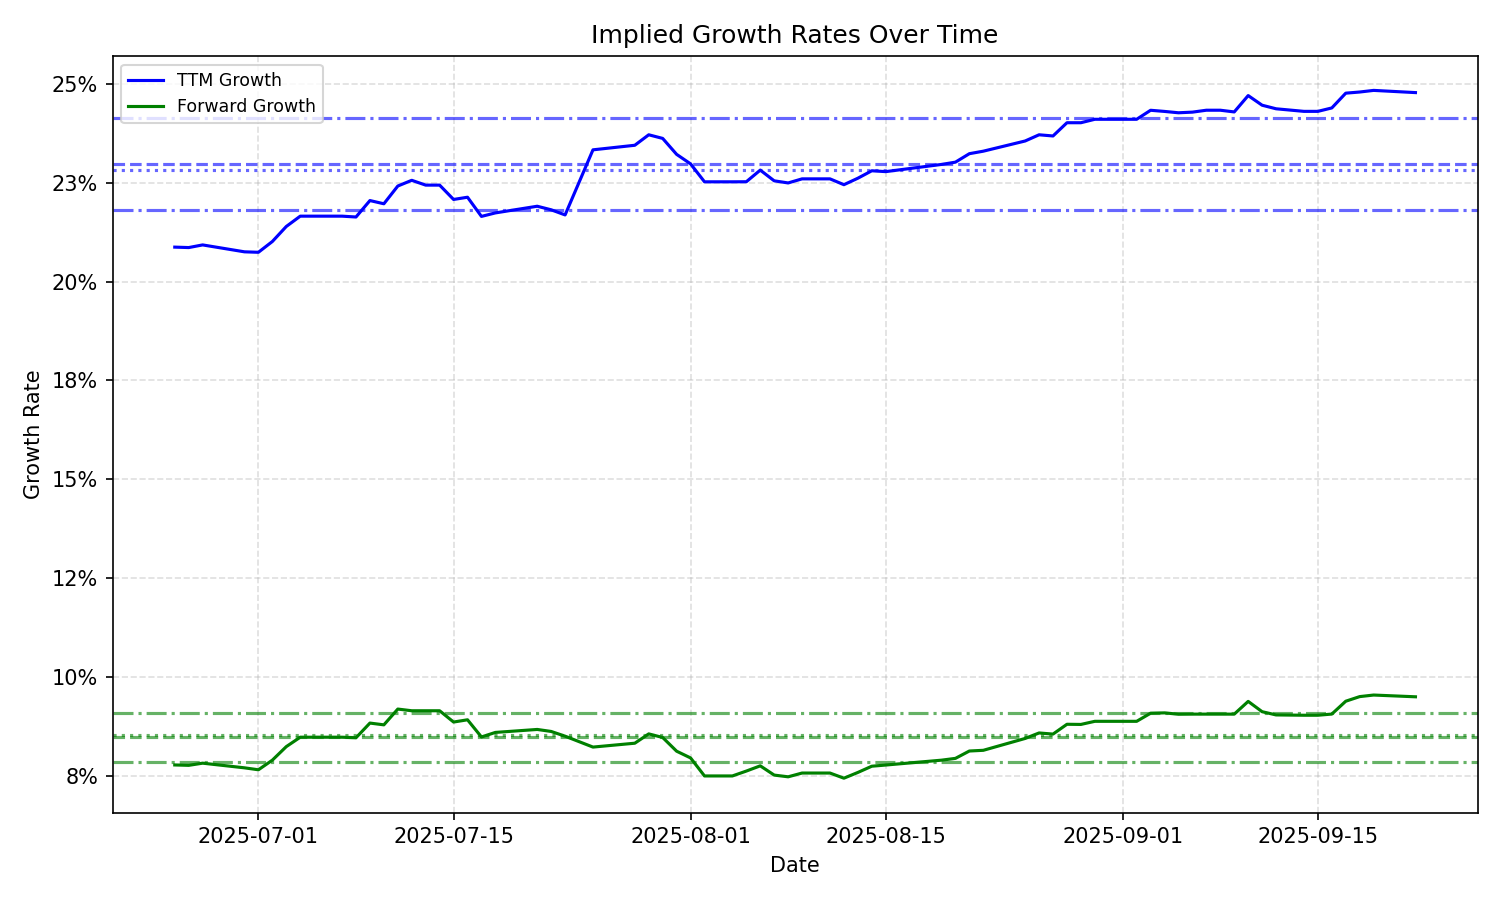 Implied Growth Rates Over Time
TTM Growth
Forward Growth
25%
23%
20%
18%
15%
12%
10%
8%
Growth Rate
2025-07-01
2025-07-15
2025-08-01
2025-08-15
2025-09-01
2025-09-15
Date